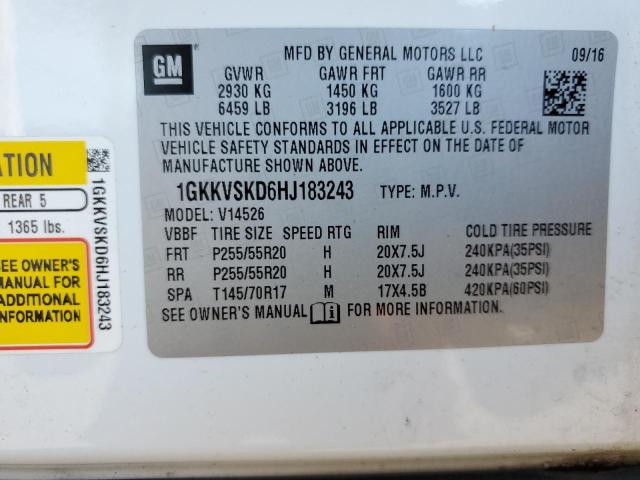 GM
MFD BY GENERAL MOTORS LLC 09/16
GVWR GAWR FRT GAWR RR
2930 KG 1450 KG 1600 KG
6459 LB 3196 LB 3527 LB
THIS VEHICLE CONFORMS TO ALL APPLICABLE U.S. FEDERAL MOTOR
VEHICLE SAFETY STANDARDS IN EFFECT ON THE DATE OF
MANUFACTURE SHOWN ABOVE.
1GKKVSKD6HJ183243 TYPE: M.P.V.
MODEL: V14526
VBBF TIRE SIZE SPEED RTG RIM COLD TIRE PRESSURE
FRT P255/55R20 H 20X7.5J 240KPA(35PSI)
RR P255/55R20 H 20X7.5J 240KPA(35PSI)
SPA T145/70R17 M 17X4.5B 420KPA(60PSI)
SEE OWNER'S MANUAL FOR MORE INFORMATION.
ATION
REAR 5
1365 lbs.
SEE OWNER'S
MANUAL FOR
ADDITIONAL
INFORMATION
1GKKVSKD6HJ183243